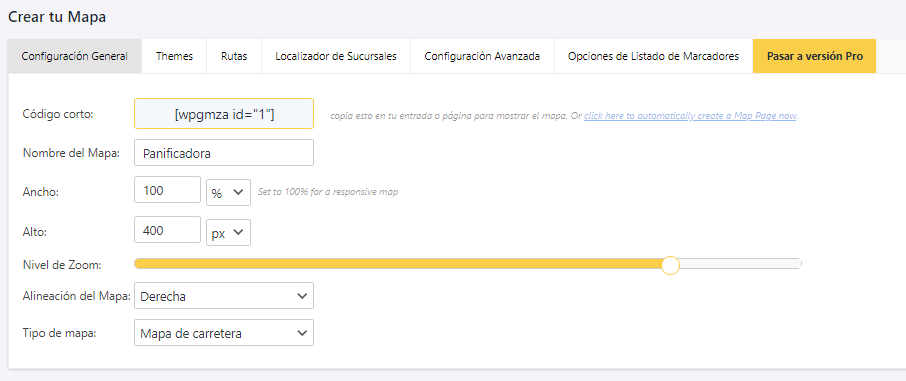 Crear tu Mapa
Configuración General Themes Rutas Localizador de Sucursales Configuración Avanzada Opciones de Listado de Marcadores Pasar a versión Pro
Código corto: [wpgmza id="1"] copia esto en tu entrada o página para mostrar el mapa. Or click here to automatically create a Map Page now.
Nombre del Mapa: Panificadora
Ancho: 100 % Set to 100% for a responsive map
Alto: 400 px
Nivel de Zoom:
Alineación del Mapa: Derecha
Tipo de mapa: Mapa de carretera